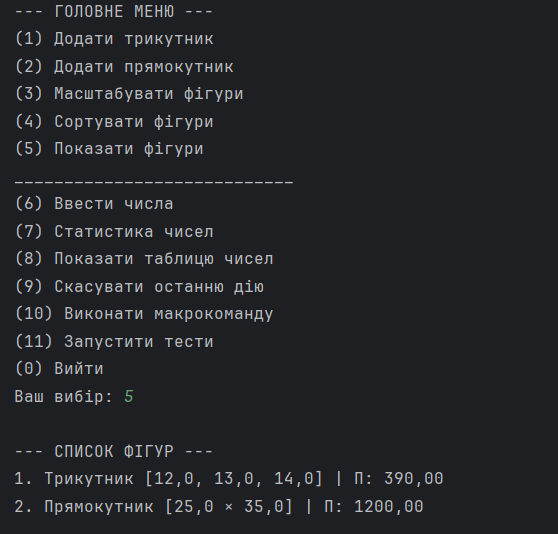 --- ГОЛОВНЕ МЕНЮ ---
(1) Додати трикутник
(2) Додати прямокутник
(3) Масштабувати фігури
(4) Сортувати фігури
(5) Показати фігури
____________________________
(6) Ввести числа
(7) Статистика чисел
(8) Показати таблицю чисел
(9) Скасувати останню дію
(10) Виконати макрокоманду
(11) Запустити тести
(0) Вийти
Ваш вибір: 5
--- СПИСОК ФІГУР ---
1. Трикутник [12,0, 13,0, 14,0] | П: 390,00
2. Прямокутник [25,0 × 35,0] | П: 1200,00